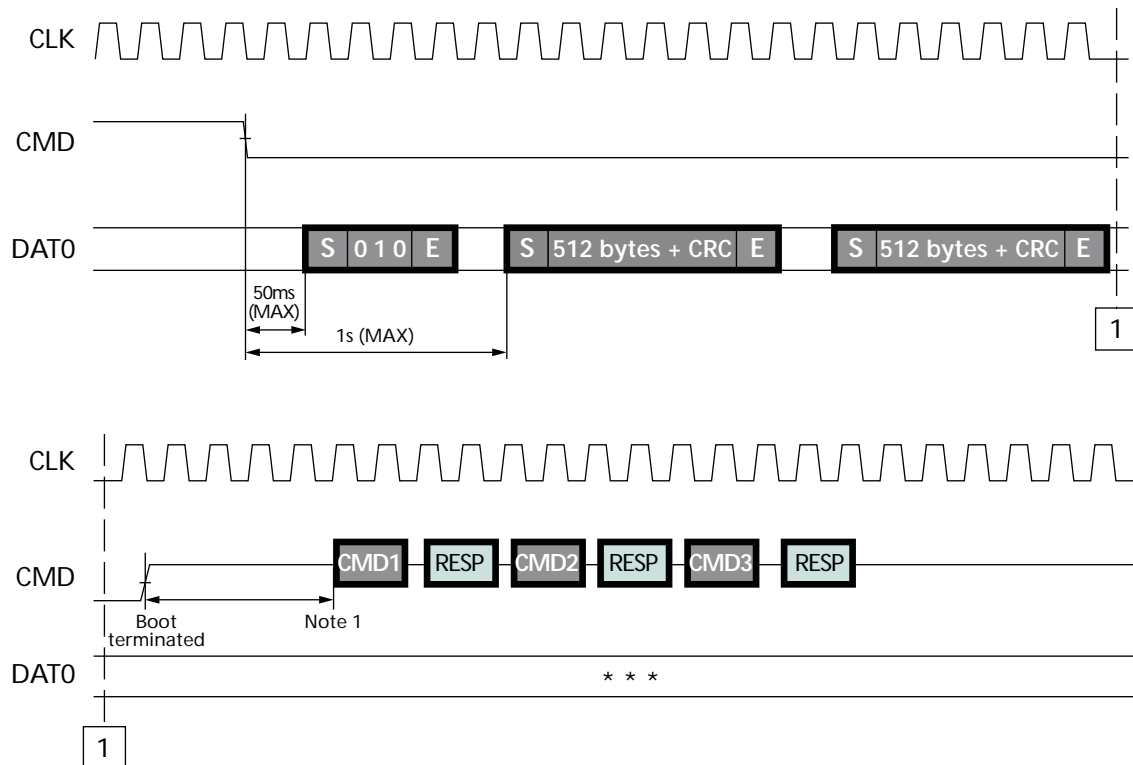 CLK
CMD
DAT0
S 0 1 0 E
S 512 bytes + CRC E
S 512 bytes + CRC E
50ms
(MAX)
1s (MAX)
1
CLK
CMD
CMD1 RESP CMD2 RESP CMD3 RESP
Boot
terminated
Note 1
DAT0
* * *
1